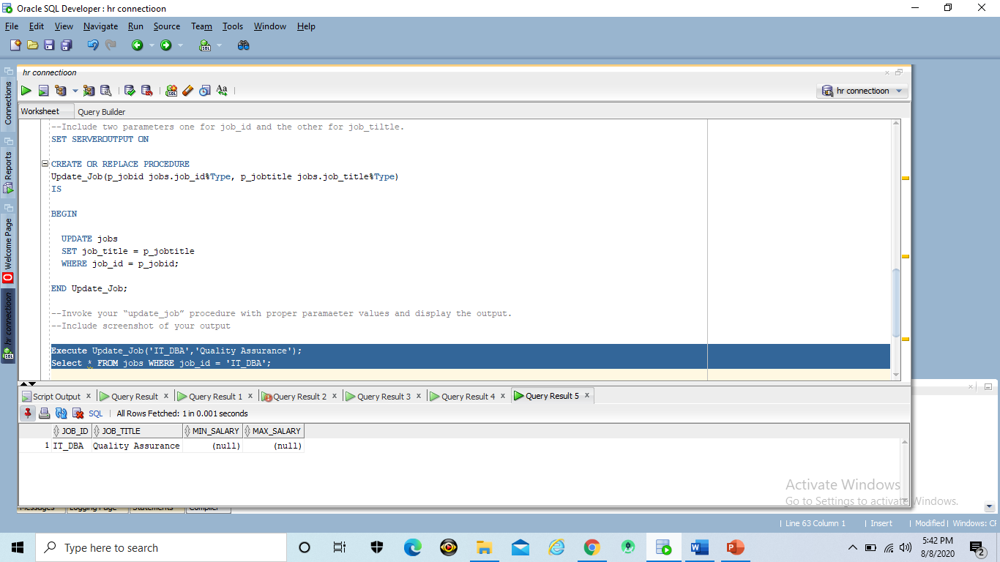 Oracle SQL Developer : hr connectioon
File Edit View Navigate Run Source Team Tools Window Help
hr connectioon
hr connectioon
Worksheet Query Builder
Connections
Reports
Welcome Page
hr connectioon
--Include two parameters one for job_id and the other for job_tiltle.
SET SERVEROUTPUT ON
CREATE OR REPLACE PROCEDURE
Update_Job(p_jobid jobs.job_id%Type, p_jobtitle jobs.job_title%Type)
IS
BEGIN
UPDATE jobs
SET job_title = p_jobtitle
WHERE job_id = p_jobid;
END Update_Job;
--Invoke your “update_job” procedure with proper paramaeter values and display the output.
--Include screenshot of your output
Execute Update_Job('IT_DBA','Quality Assurance');
Select * FROM jobs WHERE job_id = 'IT_DBA';
Script Output x Query Result x Query Result 1 x Query Result 2 x Query Result 3 x Query Result 4 x Query Result 5 x
SQL | All Rows Fetched: 1 in 0.001 seconds
JOB_ID JOB_TITLE MIN_SALARY MAX_SALARY
1 IT_DBA Quality Assurance (null) (null)
Activate Windows
Go to Settings to activate Windows.
Messages Logging Page Statements Compiler
| Line 63 Column 1 | Insert | Modified | Windows: CF
Type here to search
5:42 PM
8/8/2020
2